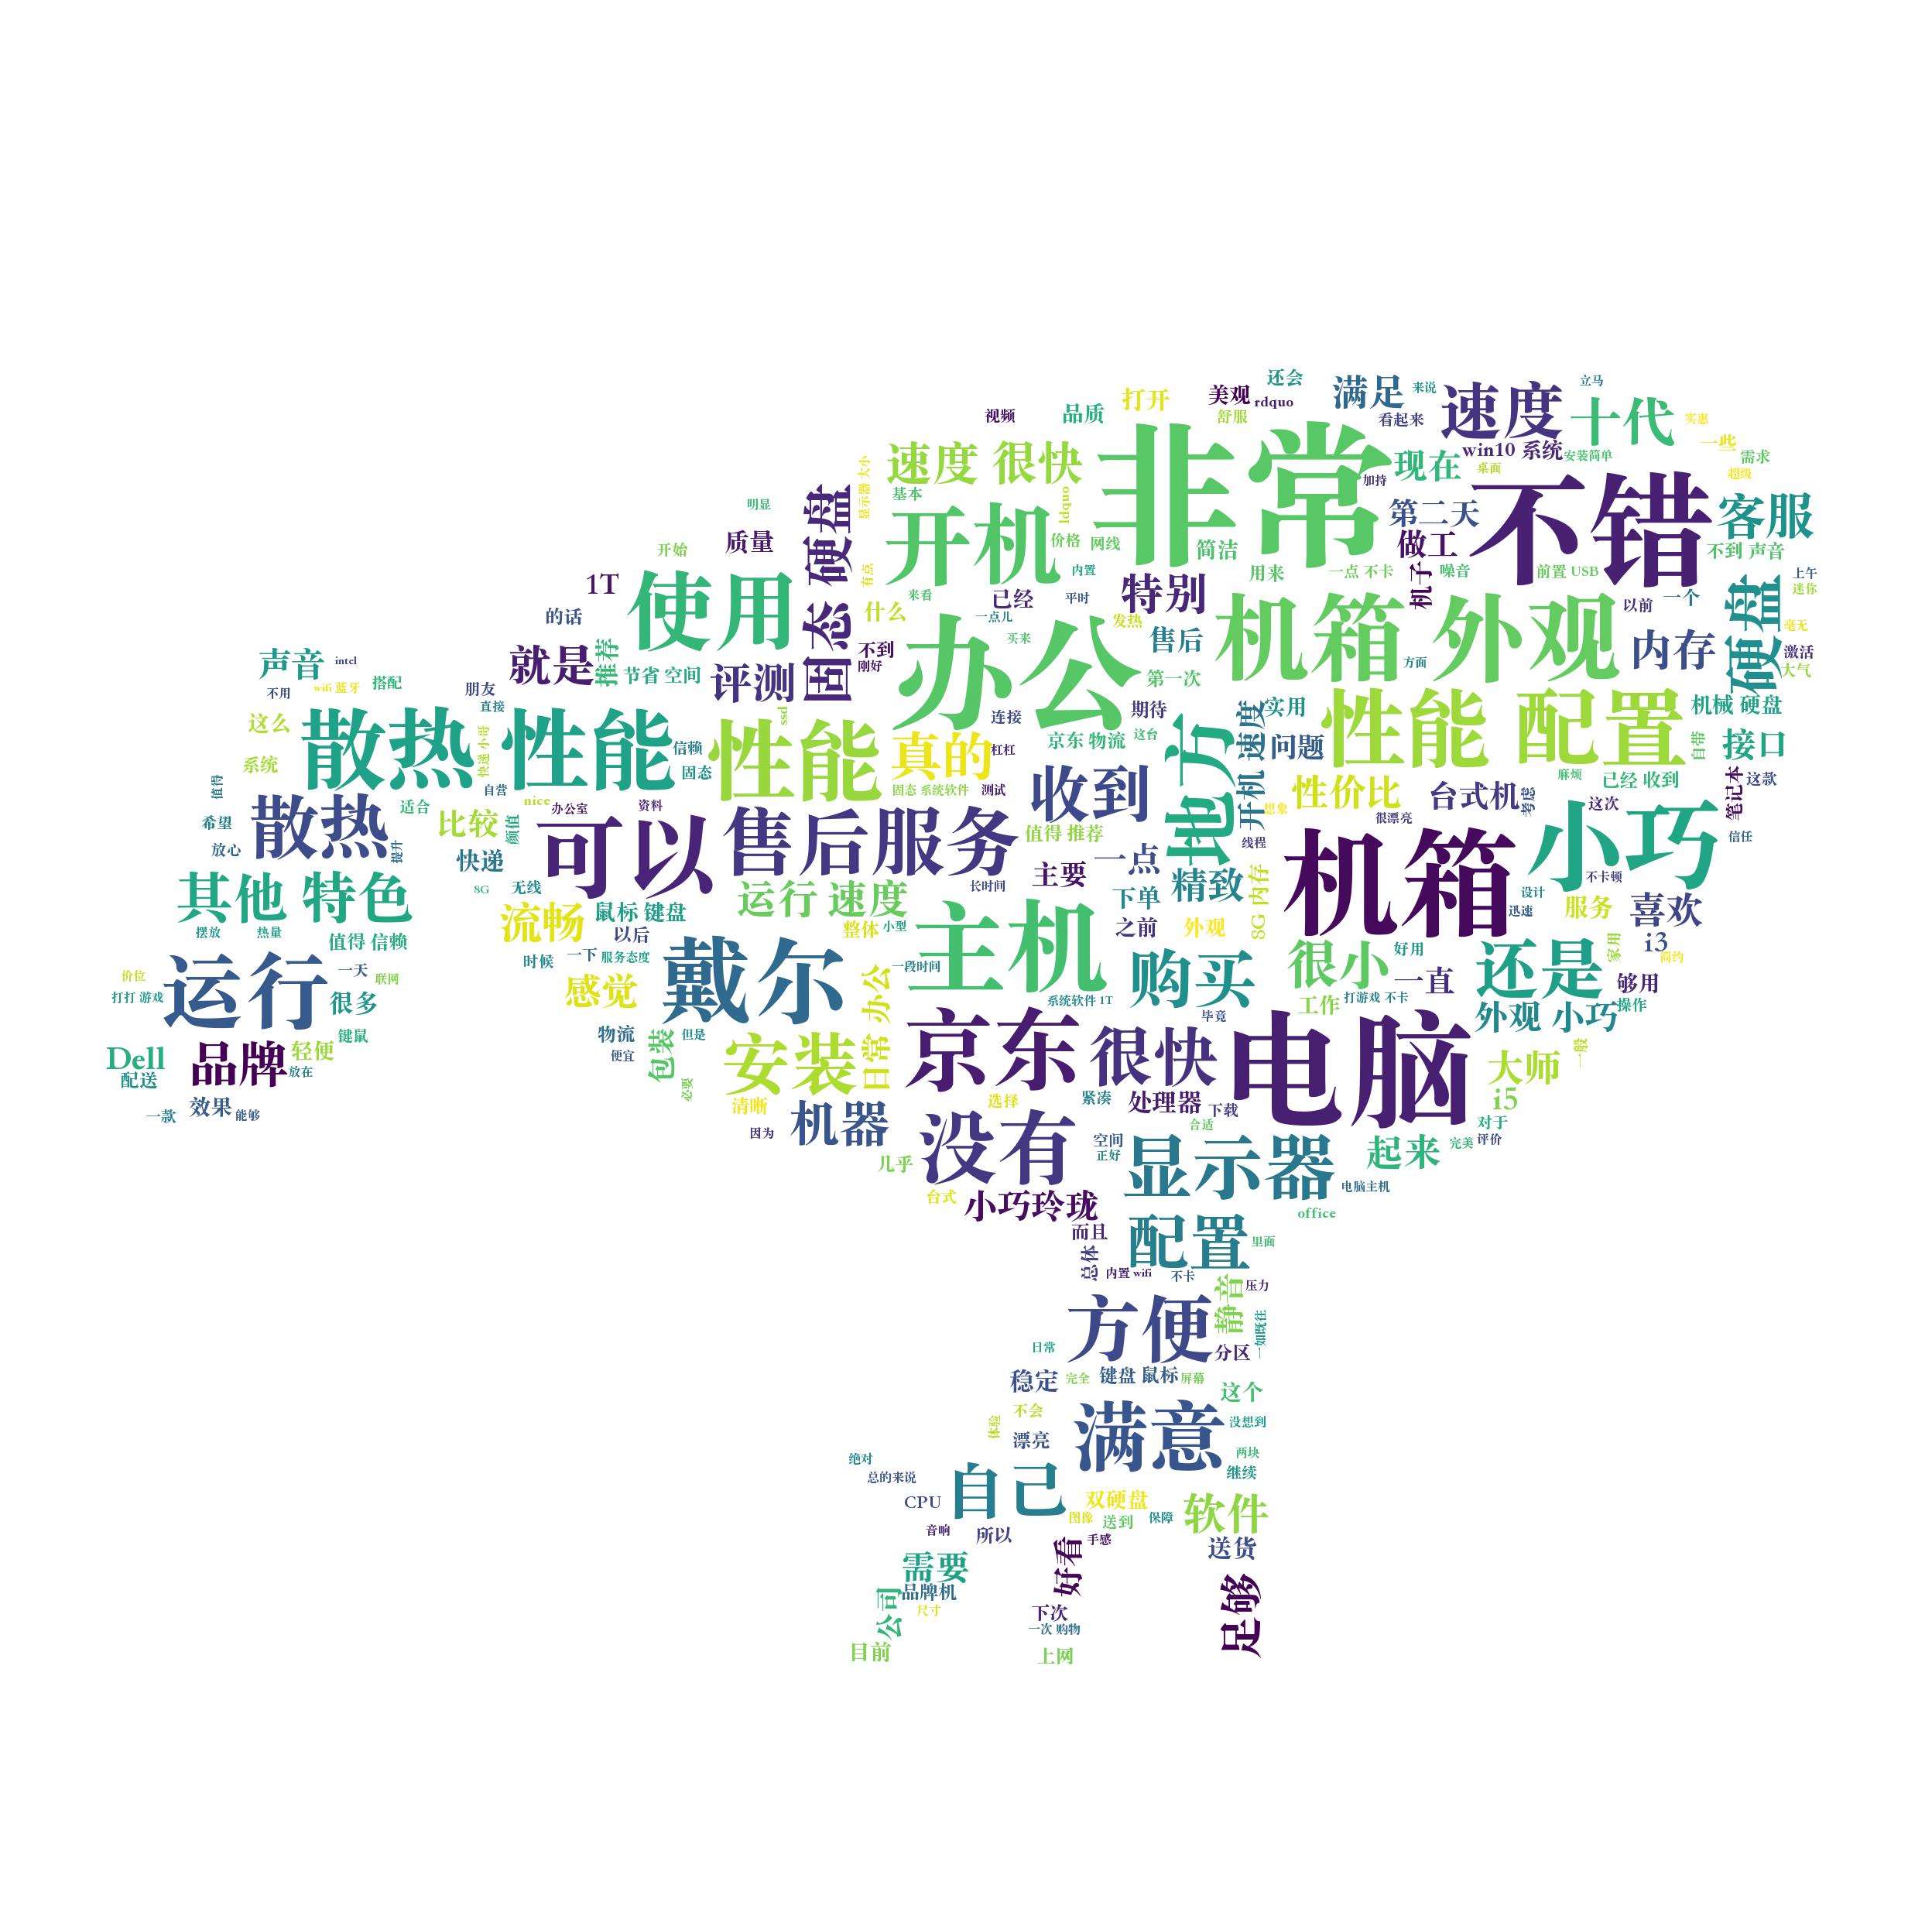 非常
不错
办公
机箱 外观
电脑
机箱
性能 配置
小巧
主机
京东
戴尔
可以
售后服务
散热
性能
性能
使用
开机
运行
散热
没有
显示器
配置
方便
满意
自己
安装
购买
收到
地方
还是
很快
速度
速度 很快
固态 硬盘
硬盘
客服
十代
满足
现在
第二天
做工
机子
内存
接口
机械 硬盘
性价比
台式机
问题
实用
开机 速度
真的
特别
售后
评测
就是
推荐
节省 空间
1T
质量
的话
明显
开始
声音
intel
不用
wifi 蓝牙
搭配
朋友
直接
这么
系统
快递 小哥
信赖
固态
ssd
自营
nice
办公室
资料
值得
希望
放心
提升
适合
比较
颜值
快递
8G
无线
其他 特色
摆放
热量
值得 信赖
流畅
鼠标 键盘
以后
时候
一下
服务态度
感觉
物流
便宜
包装
但是
必要
价位
打打 游戏
一天
联网
很多
键鼠
Dell
配送
品牌
轻便
放在
一款
效果
能够
视频
品质
打开
美观
rdquo
舒服
还会
来说
看起来
立马
实惠
一些
需求
超级
win10 系统
安装简单
桌面
加持
显示器 大小
基本
ldquo
价格
网线
简洁
用来
一点 不卡
噪音
前置 USB
不到 声音
上午
迷你
有点
内置
来看
已经
平时
什么
一点儿
发热
买来
不到
刚好
以前
一个
毫无
激活
大气
方面
第一次
连接
期待
京东 物流
这台
杠杠
固态 系统软件
测试
自带
麻烦
已经 收到
这款
笔记本
这次
考虑
很漂亮
想象
线程
信任
值得 推荐
主要
一点
下单
之前
精致
外观
8G 内存
长时间
运行 速度
整体
小型
一段时间
系统软件 1T
日常 办公
设计
迅速
不卡顿
服务
喜欢
i3
简约
家用
够用
操作
外观 小巧
很小
好用
一直
工作
打游戏 不卡
毕竟
大师
一般
i5
对于
评价
完美
起来
电脑主机
office
清晰
因为
机器
几乎
台式
选择
紧凑
处理器
下载
合适
空间
正好
小巧玲珑
而且
总体
里面
内置 wifi
不卡
压力
静音
一如既往
分区
日常
稳定
完全
键盘 鼠标
屏幕
这个
不会
体验
漂亮
没想到
两块
继续
绝对
总的来说
CPU
双硬盘
图像
送到
保障
软件
音响
所以
手感
送货
好看
需要
品牌机
尺寸
公司
下次
一次 购物
足够
目前
上网